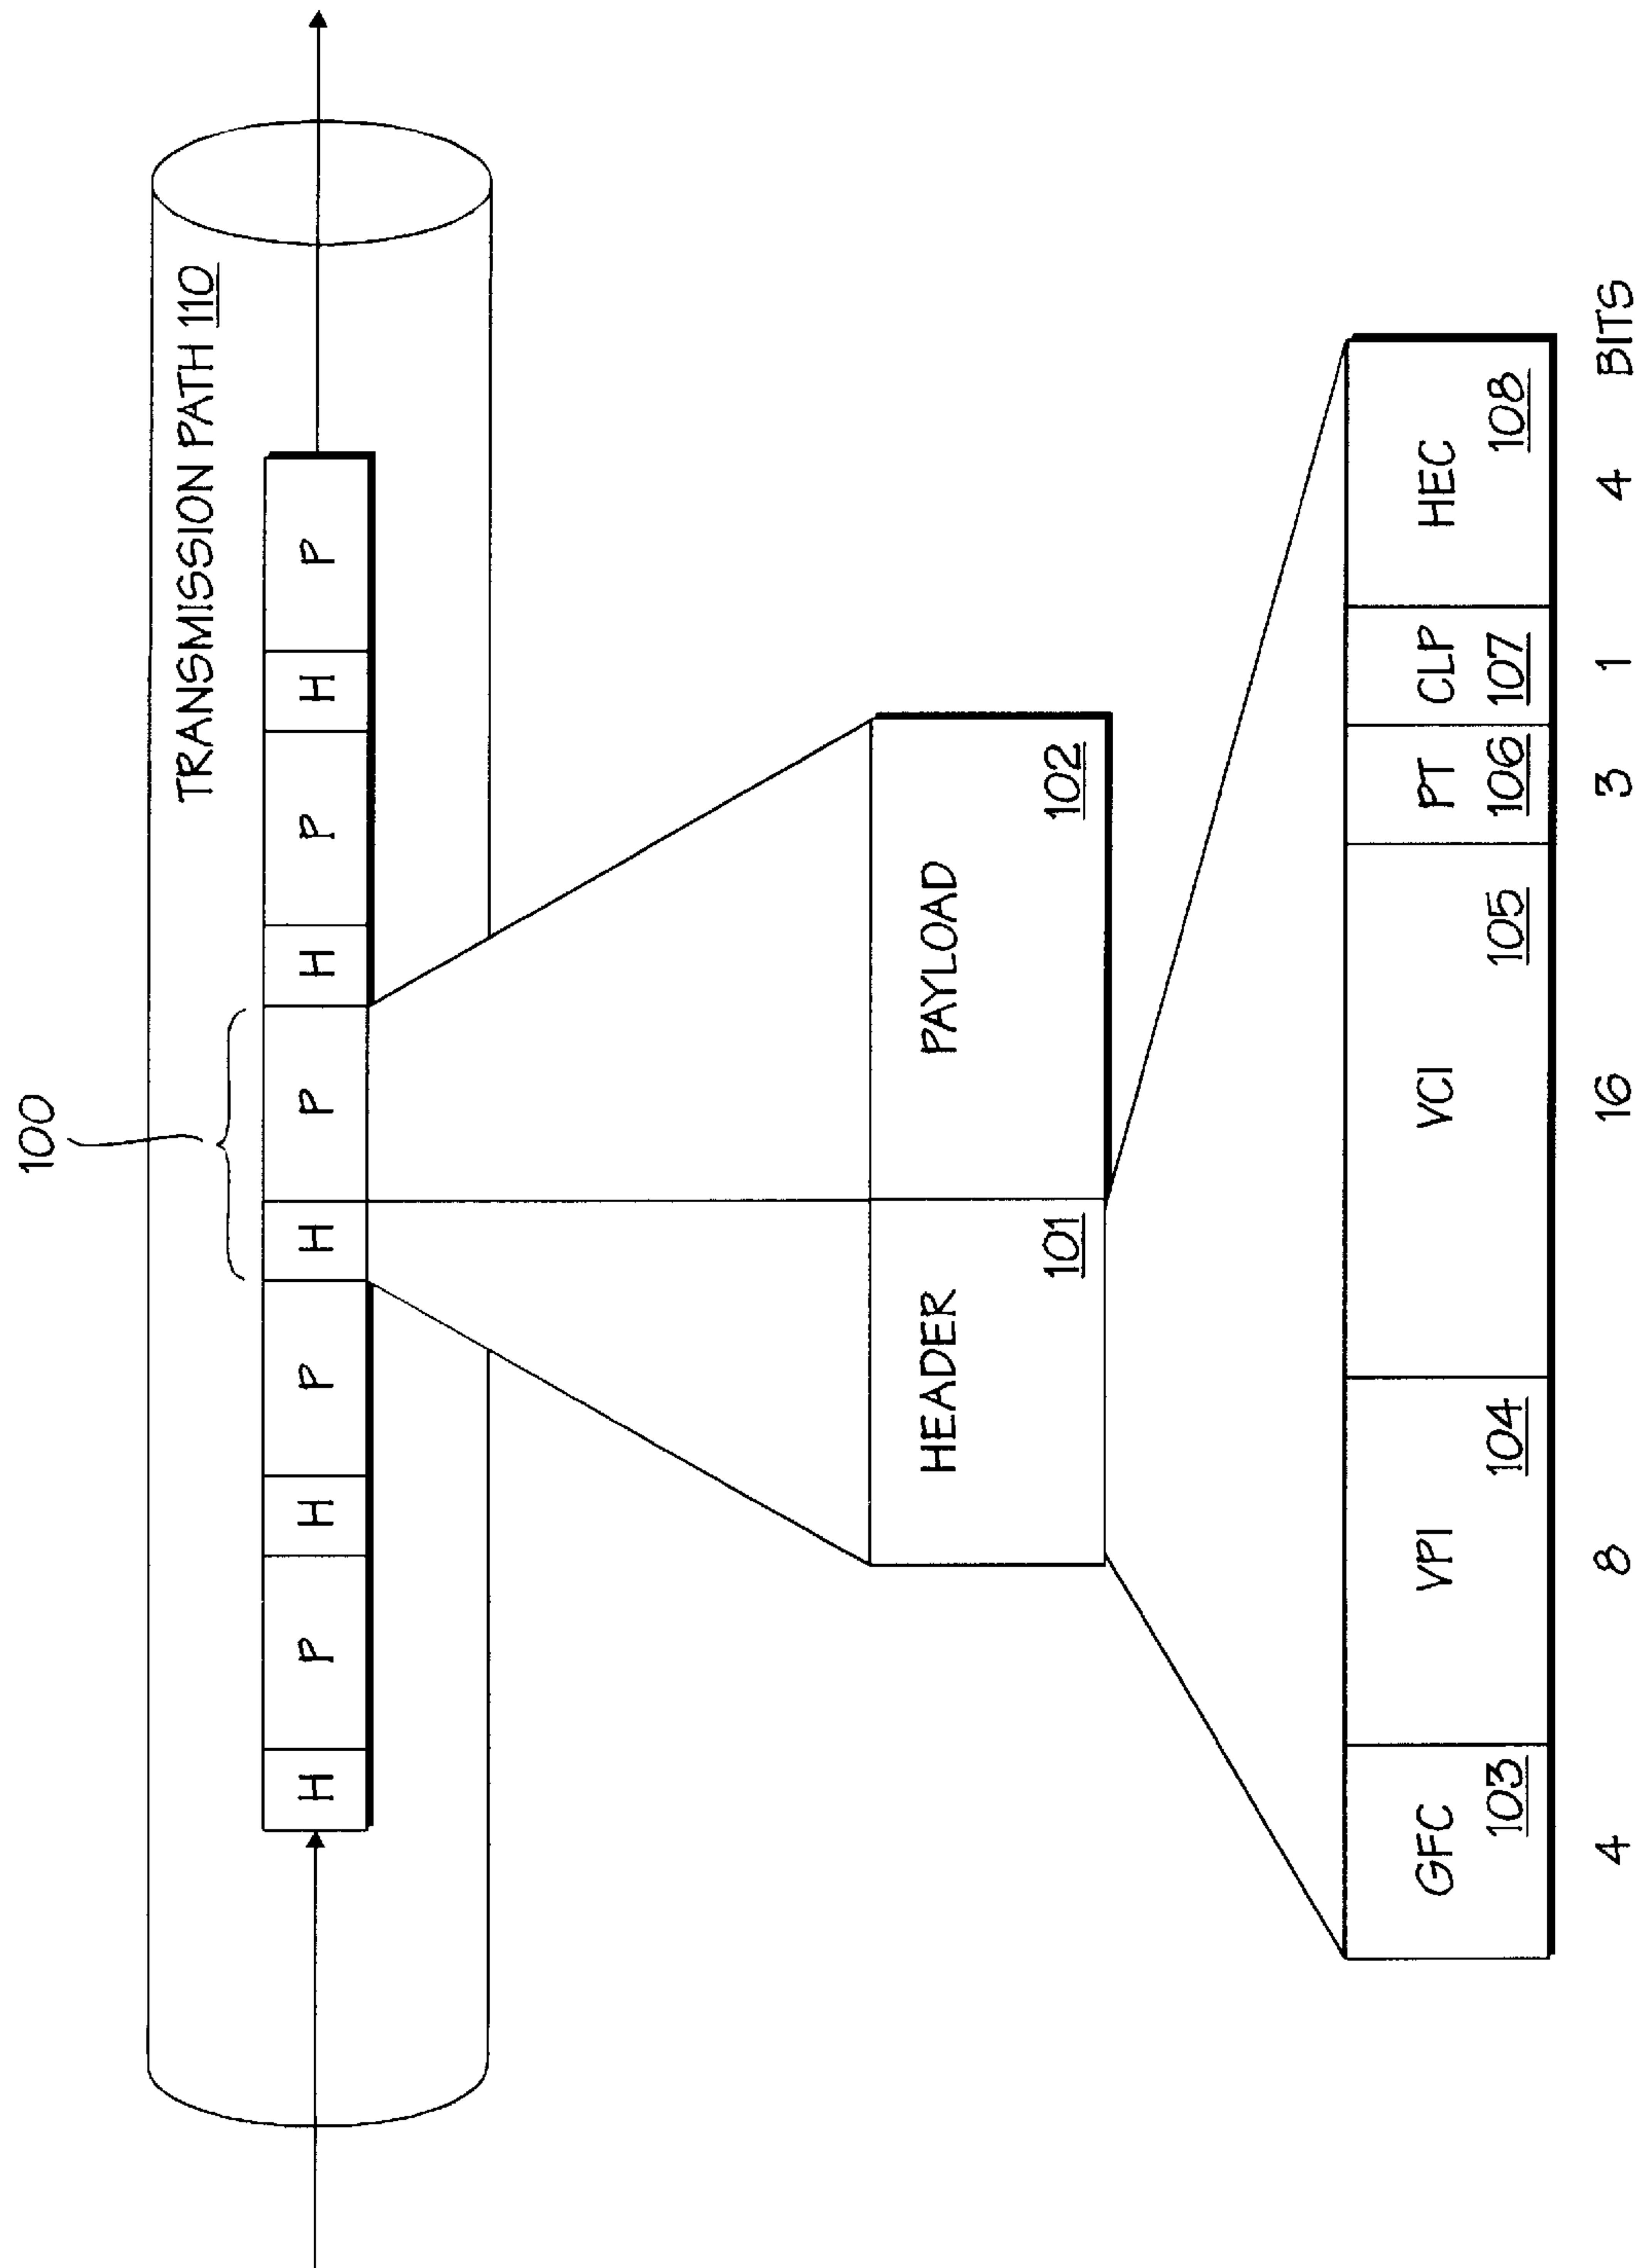 100
TRANSMISSION PATH 110
H P H P H P H P H P
HEADER PAYLOAD
101 102
GFC VPI VCI PT CLP HEC
103 104 105 106 107 108
4 8 16 3 1 4 BITS